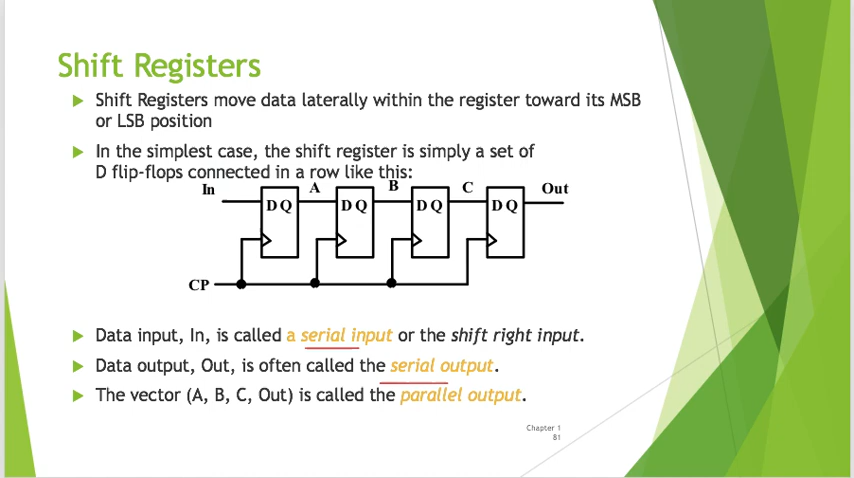 Shift Registers
Shift Registers move data laterally within the register toward its MSB
or LSB position
In the simplest case, the shift register is simply a set of
D flip-flops connected in a row like this:
In A B C Out
D Q D Q D Q D Q
CP
Data input, In, is called a serial input or the shift right input.
Data output, Out, is often called the serial output.
The vector (A, B, C, Out) is called the parallel output.
Chapter 1
81